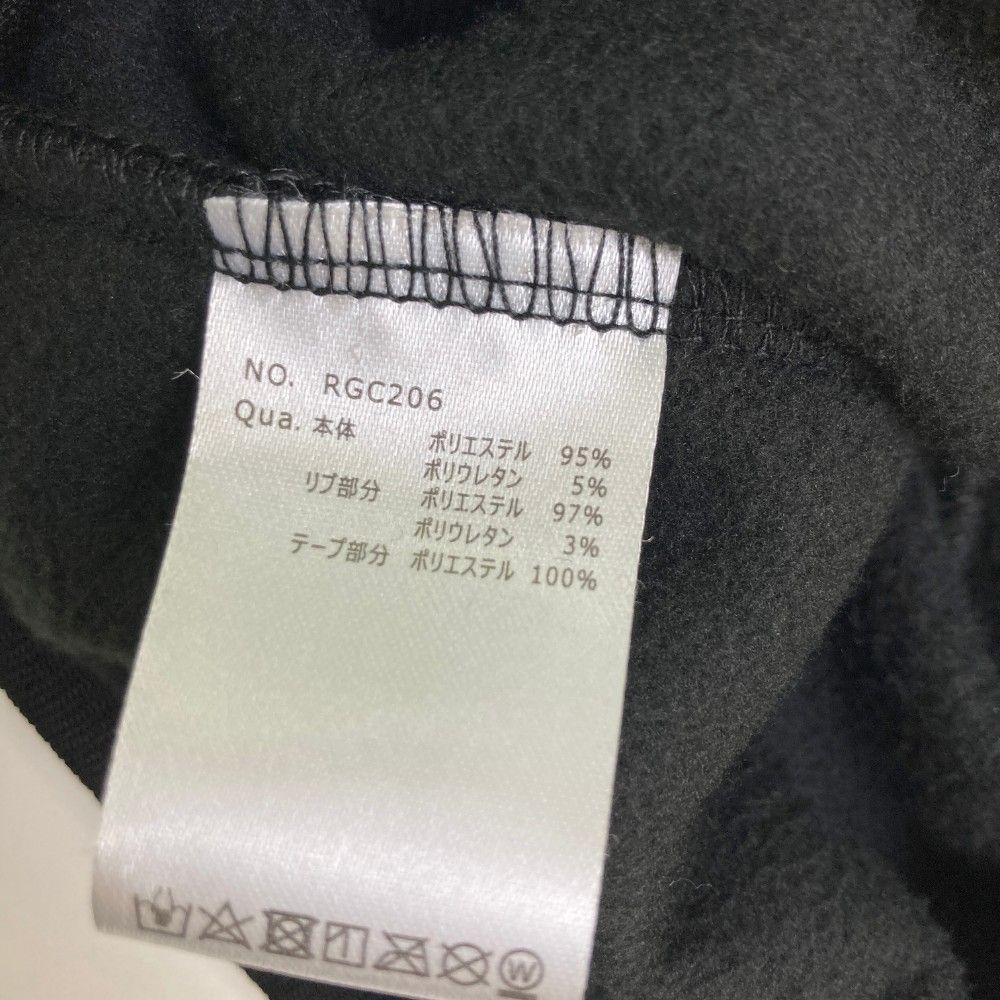 NO. RGC206
Qua. 本体 ポリエステル 95%
ポリウレタン 5%
リブ部分 ポリエステル 97%
ポリウレタン 3%
テープ部分 ポリエステル 100%
W